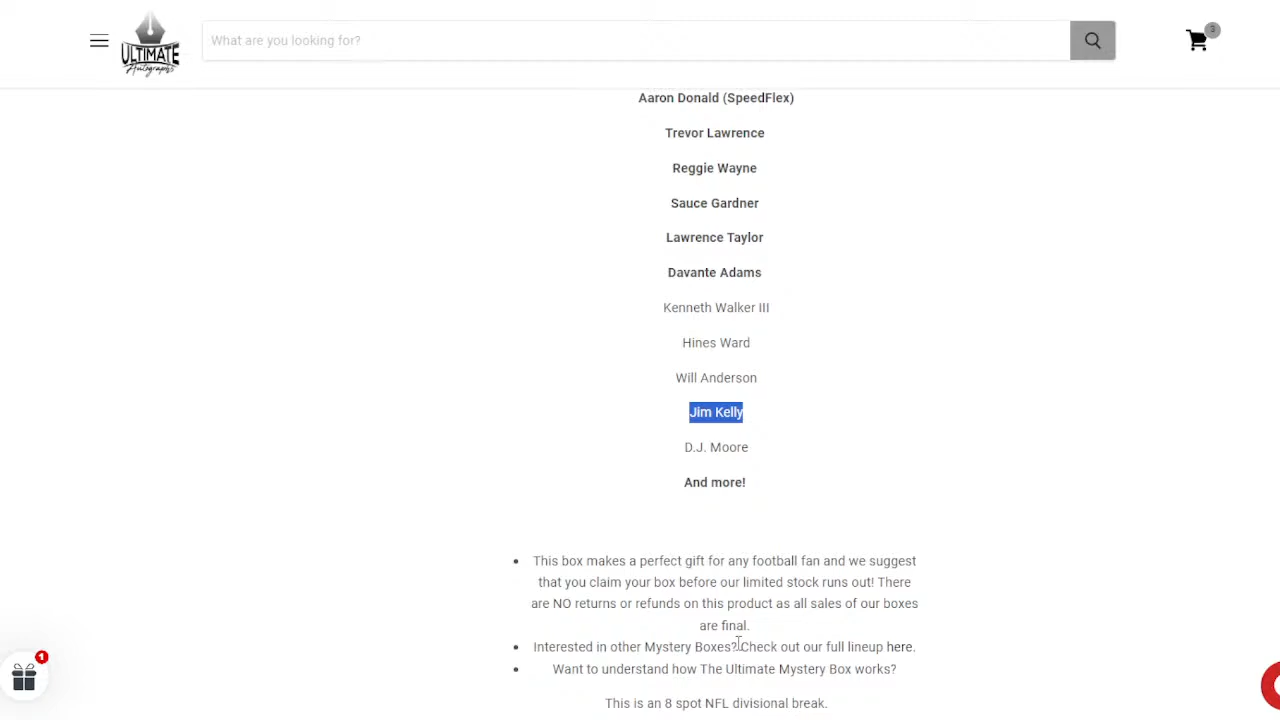 What are you looking for?
3
ULTIMATE
Autographs
Aaron Donald (SpeedFlex)
Trevor Lawrence
Reggie Wayne
Sauce Gardner
Lawrence Taylor
Davante Adams
Kenneth Walker III
Hines Ward
Will Anderson
Jim Kelly
D.J. Moore
And more!
This box makes a perfect gift for any football fan and we suggest
that you claim your box before our limited stock runs out! There
are NO returns or refunds on this product as all sales of our boxes
are final.
Interested in other Mystery Boxes? Check out our full lineup here.
Want to understand how The Ultimate Mystery Box works?
This is an 8 spot NFL divisional break.
1